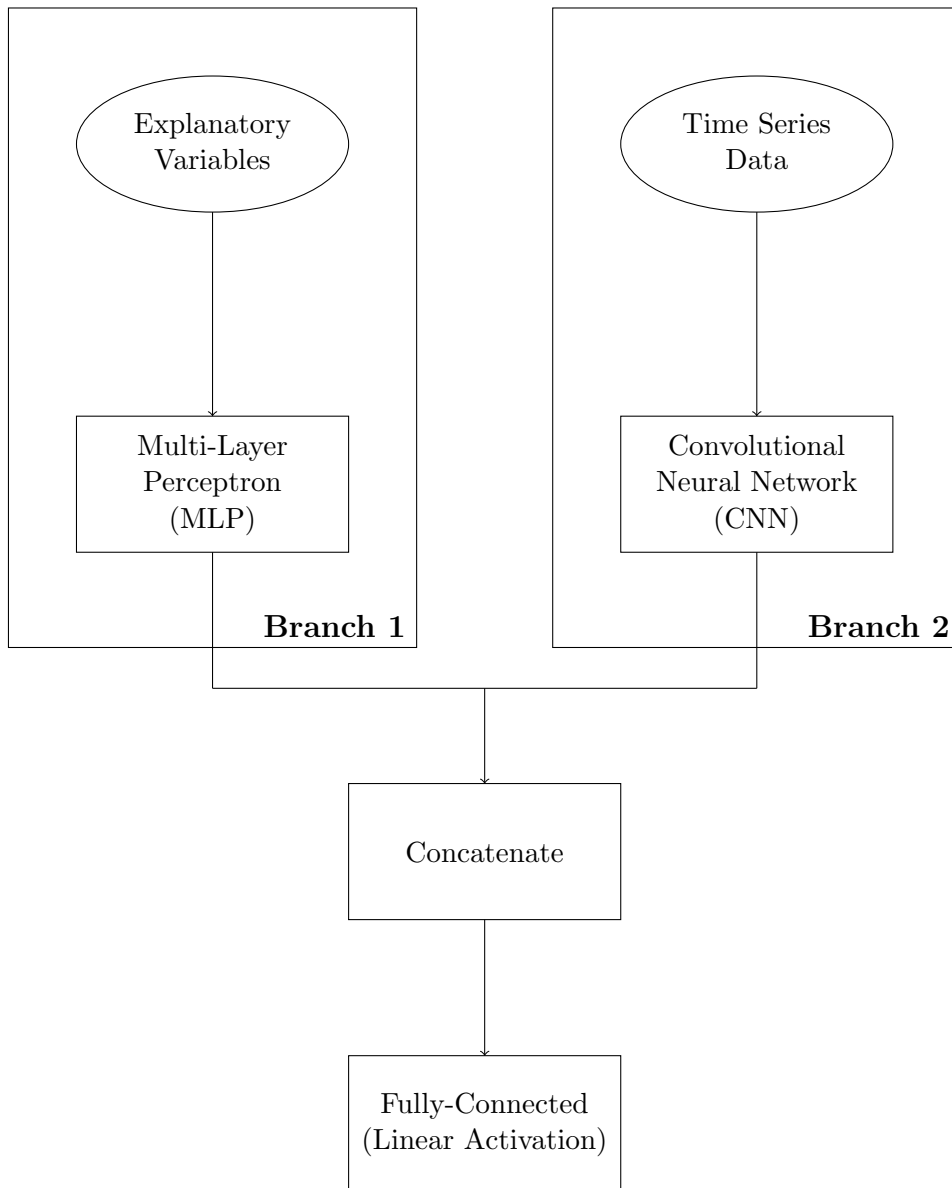 Explanatory
Variables
Time Series
Data
Multi-Layer
Perceptron
(MLP)
Convolutional
Neural Network
(CNN)
Branch 1
Branch 2
Concatenate
Fully-Connected
(Linear Activation)